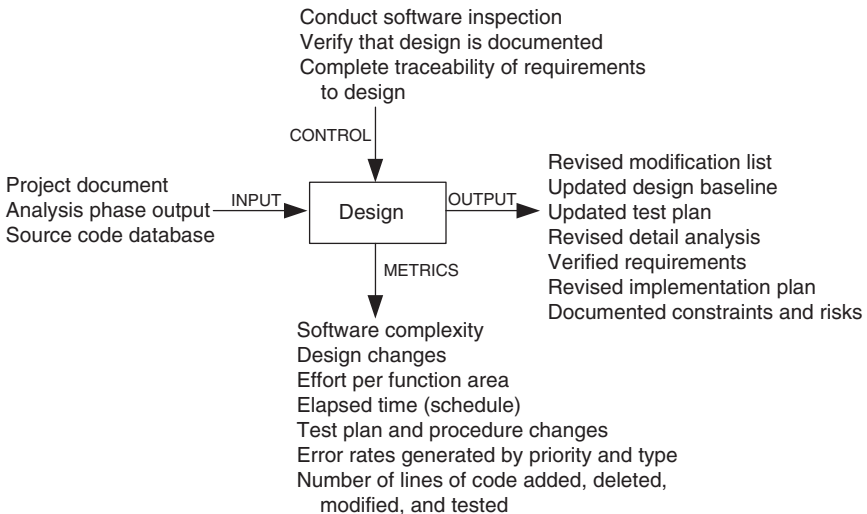 Conduct software inspection
Verify that design is documented
Complete traceability of requirements
to design
CONTROL
Project document
Analysis phase output
Source code database
INPUT
Design
OUTPUT
Revised modification list
Updated design baseline
Updated test plan
Revised detail analysis
Verified requirements
Revised implementation plan
Documented constraints and risks
METRICS
Software complexity
Design changes
Effort per function area
Elapsed time (schedule)
Test plan and procedure changes
Error rates generated by priority and type
Number of lines of code added, deleted,
modified, and tested